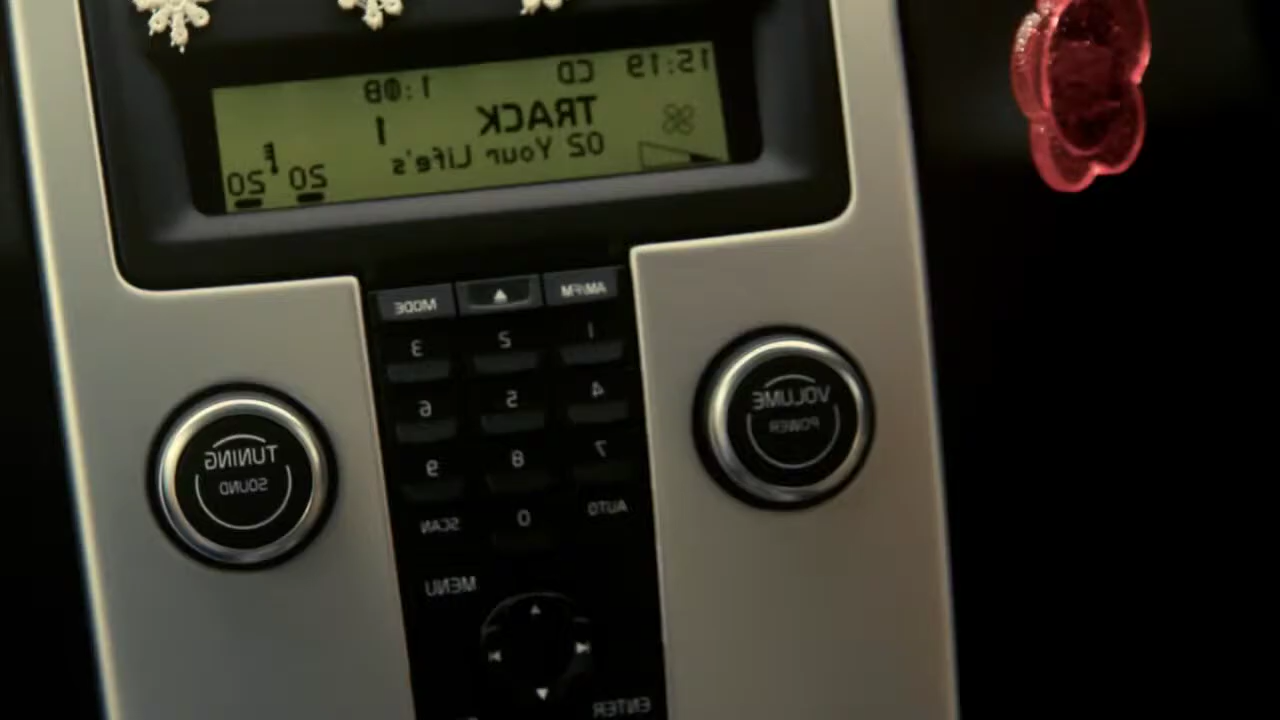 15:19 CD 1:08
TRACK 1
02 Your Life's
20 20
AM/FM MODE
1 2 3
4 5 6
7 8 9
AUTO 0 SCAN
MENU
ENTER
VOLUME
POWER
TUNING
SOUND